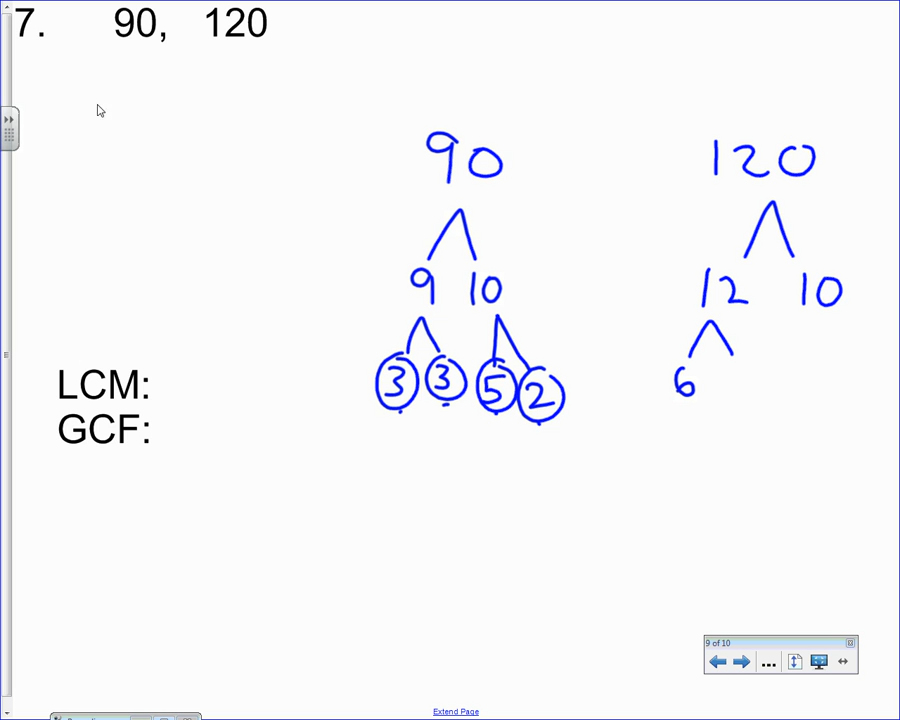 7. 90, 120
90 120
9 10 12 10
3 3 5 2 6
LCM:
GCF:
9 of 10
...
Extend Page